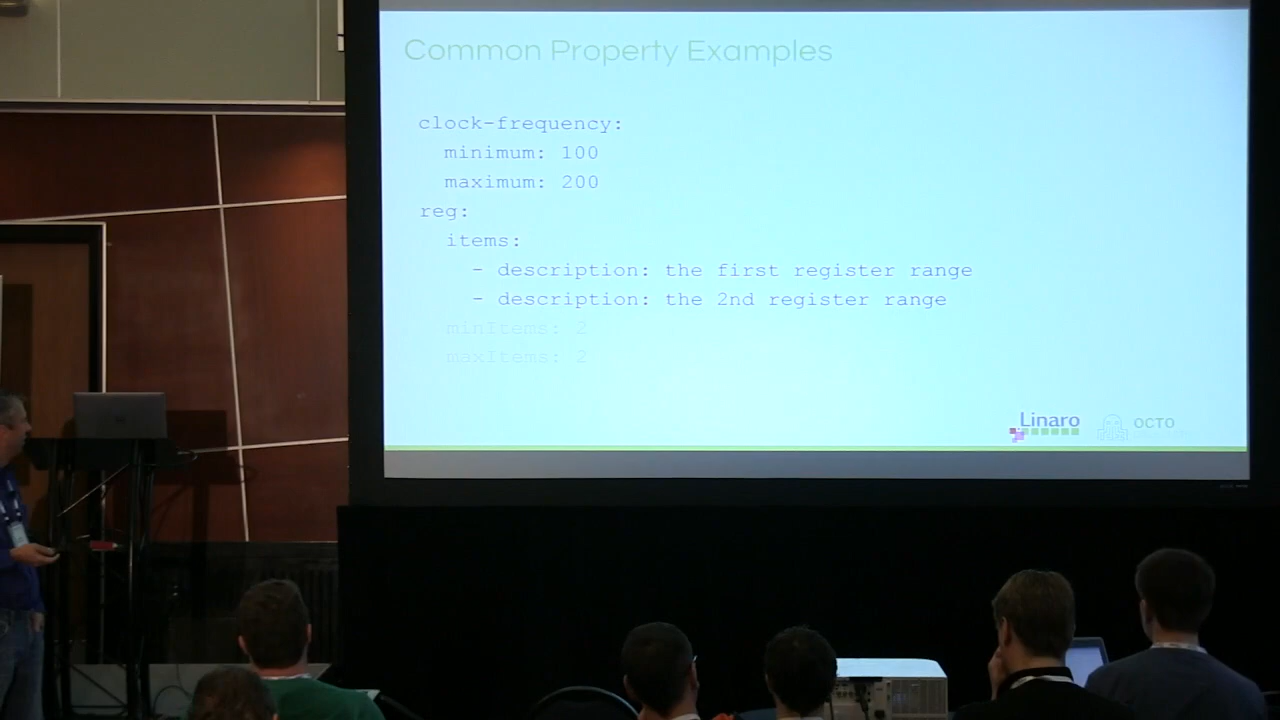 Common Property Examples
clock-frequency:
minimum: 100
maximum: 200
reg:
items:
- description: the first register range
- description: the 2nd register range
minItems: 2
maxItems: 2
Linaro
OCTO